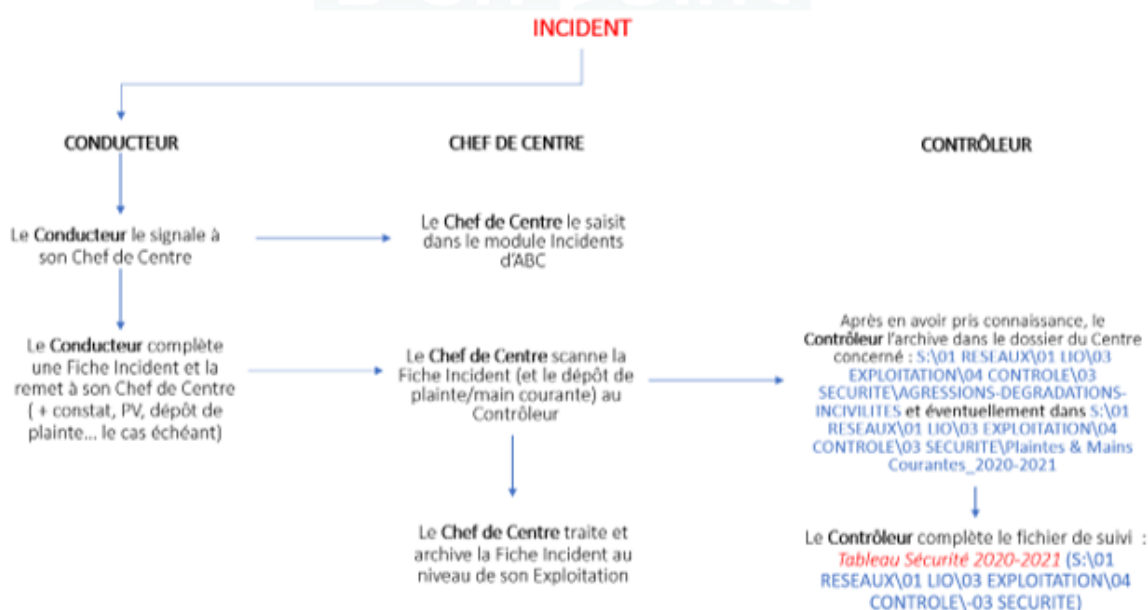 INCIDENT
CONDUCTEUR
CHEF DE CENTRE
CONTRÔLEUR
Le Conducteur le signale à
son Chef de Centre
Le Chef de Centre le saisit
dans le module Incidents
d'ABC
Le Conducteur complète
une Fiche Incident et la
remet à son Chef de Centre
( + constat, PV, dépôt de
plainte... le cas échéant)
Le Chef de Centre scanne la
Fiche Incident (et le dépôt de
plainte/main courante) au
Contrôleur
Après en avoir pris connaissance, le
Contrôleur l'archive dans le dossier du Centre
concerné : S:\01 RESEAUX\01 LIO\03
EXPLOITATION\04 CONTROLE\03
SECURITE\AGRESSIONS-DEGRADATIONS-
INCIVILITES et éventuellement dans S:\01
RESEAUX\01 LIO\03 EXPLOITATION\04
CONTROLE\03 SECURITE\Plaintes & Mains
Courantes_2020-2021
Le Chef de Centre traite et
archive la Fiche Incident au
niveau de son Exploitation
Le Contrôleur complète le fichier de suivi :
Tableau Sécurité 2020-2021 (S:\01
RESEAUX\01 LIO\03 EXPLOITATION\04
CONTROLE\-03 SECURITE)